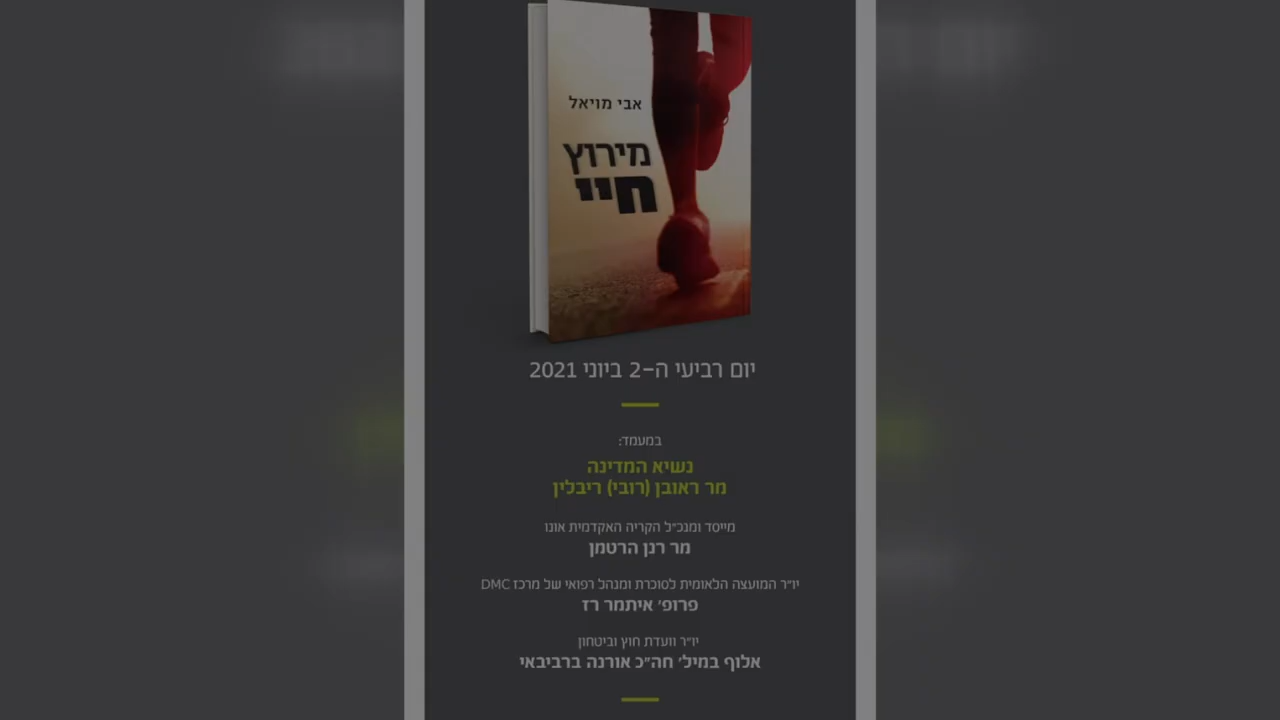 אבי מויאל
מירוץ
חיי
יום רביעי ה-2 ביוני 2021
במעמד:
נשיא המדינה
מר ראובן (רובי) ריבלין
מייסד ומנכ"ל הקריה האקדמית אונו
מר רנן הרטמן
יו"ר המועצה הלאומית לסוכרת ומנהל רפואי של מרכז DMC
פרופ' איתמר רז
יו"ר וועדת חוץ וביטחון
אלוף במיל' חה"כ אורנה ברביבאי